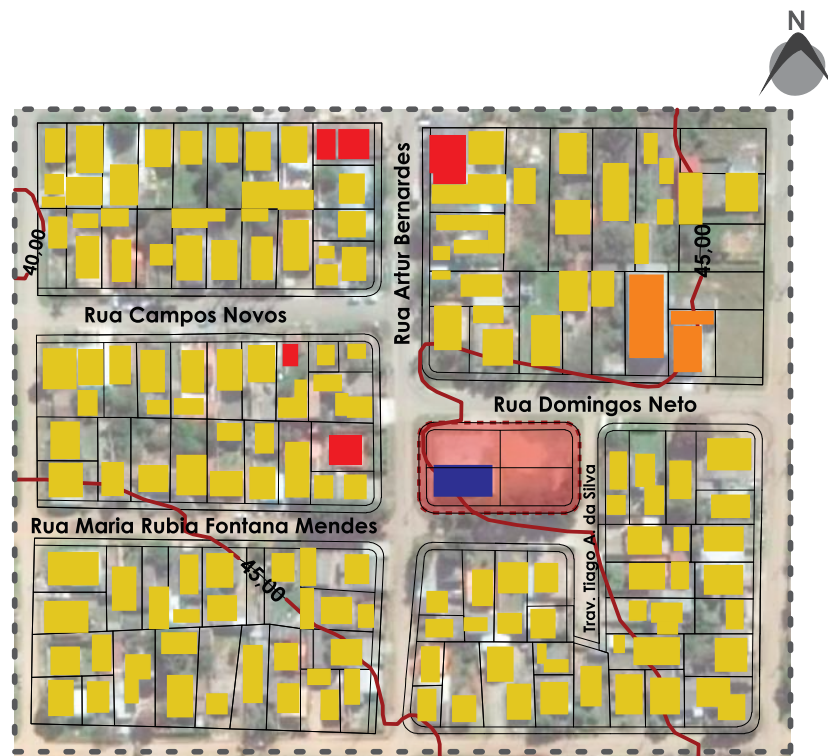 N
Rua Artur Bernardes
40,00
45,00
Rua Campos Novos
Rua Domingos Neto
Rua Maria Rubia Fontana Mendes
Trav. Tiago A. da Silva
45,00